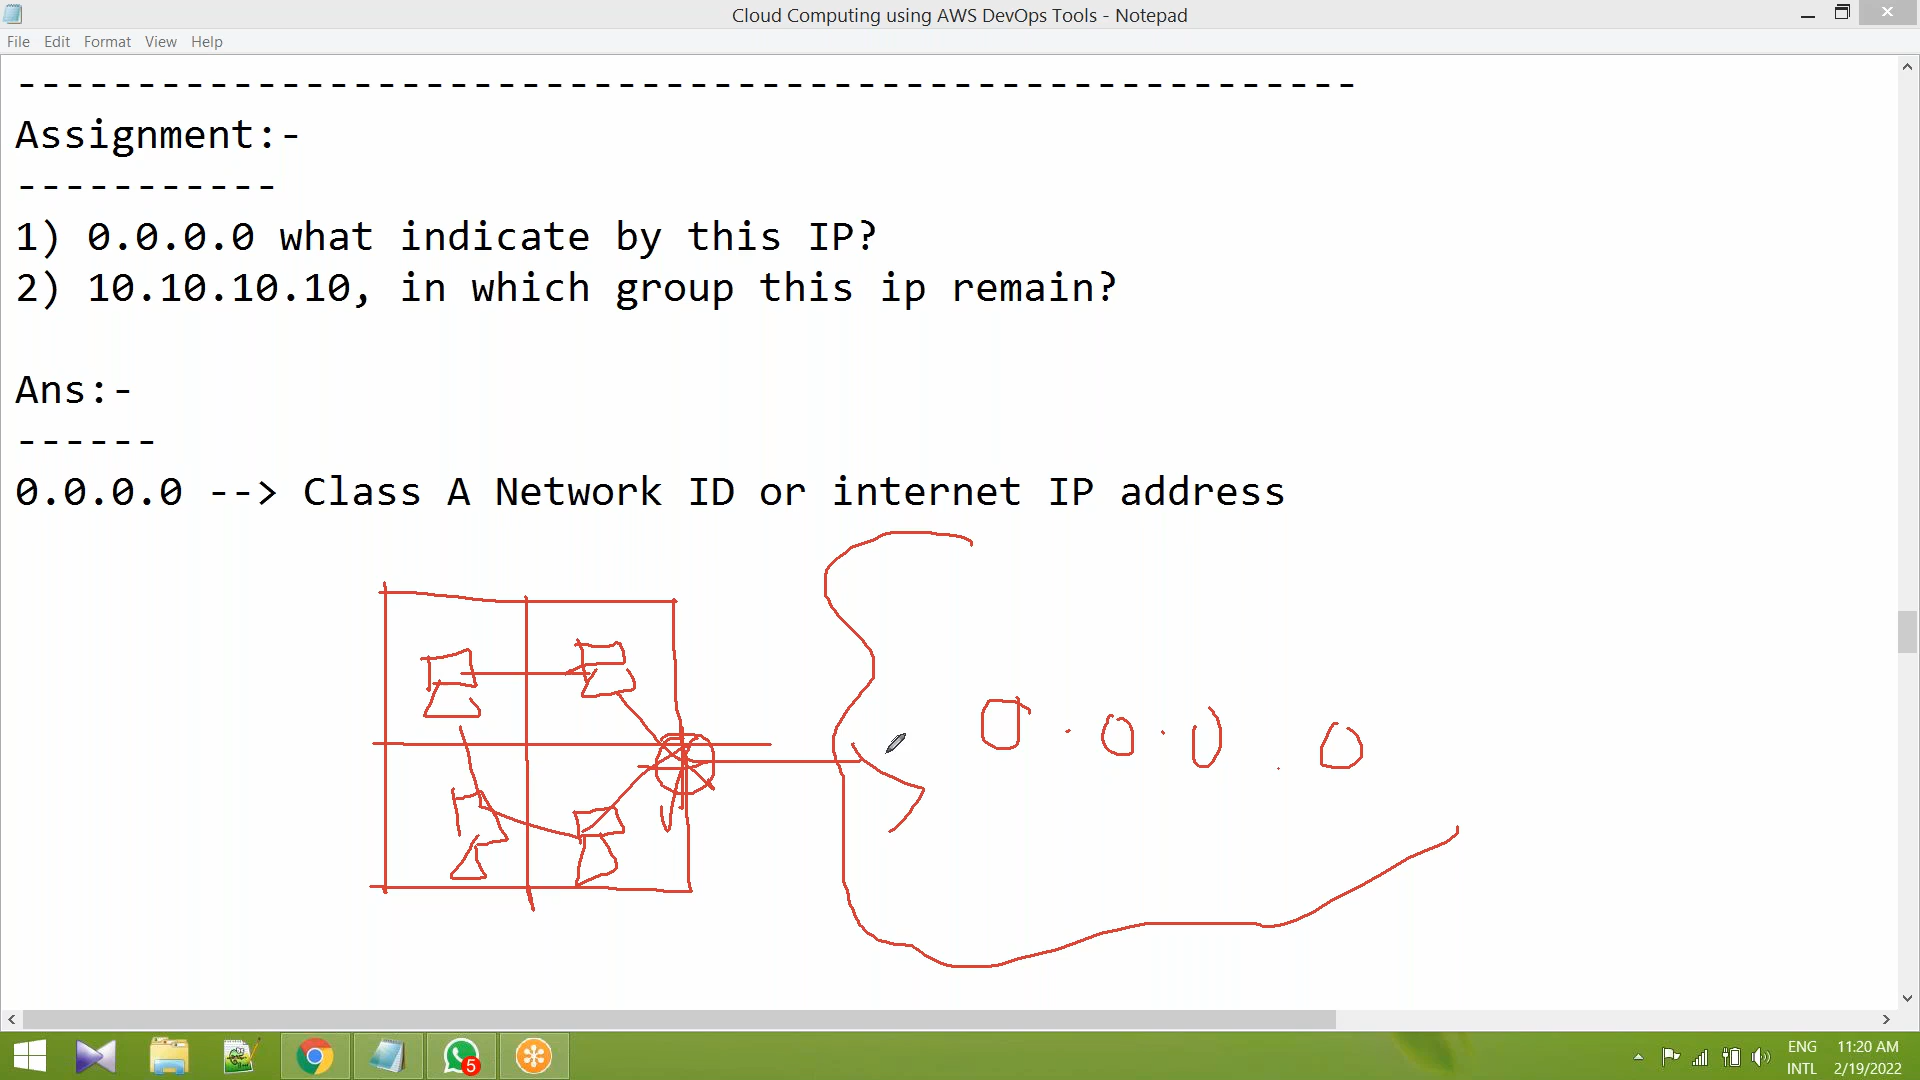 Cloud Computing using AWS DevOps Tools - Notepad
File Edit Format View Help
--------------------------------------------------------
Assignment:-
-----------
1) 0.0.0.0 what indicate by this IP?
2) 10.10.10.10, in which group this ip remain?
Ans:-
------
0.0.0.0 --> Class A Network ID or internet IP address
0.0.0.0
5
ENG 11:20 AM
INTL 2/19/2022